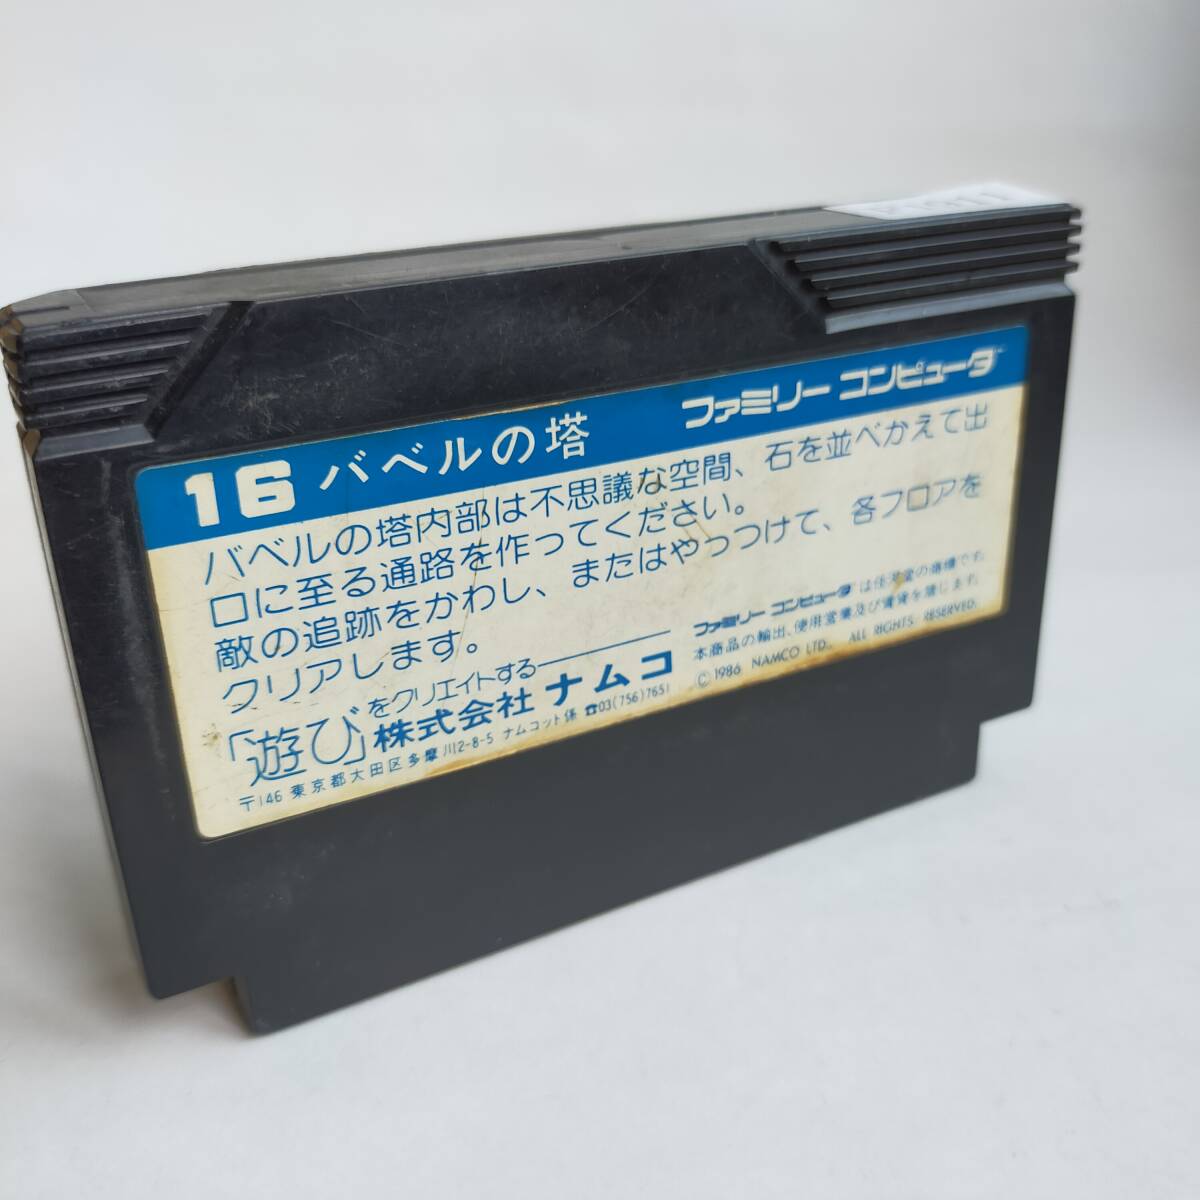 16 バベルの塔 ファミリー コンピュータ
バベルの塔内部は不思議な空間、石を並べかえて出
口に至る通路を作ってください。
敵の追跡をかわし、またはやっつけて、各フロアを
クリアします。
ファミリー コンピュータは任天堂の商標です。
本商品の輸出、使用営業及び賃貸を禁じます。
©1986 NAMCO LTD., ALL RIGHTS RESERVED.
「遊び」をクリエイトする
株式会社ナムコ
〒146 東京都大田区多摩川2-8-5 ナムコット係 ☎03(756)7651